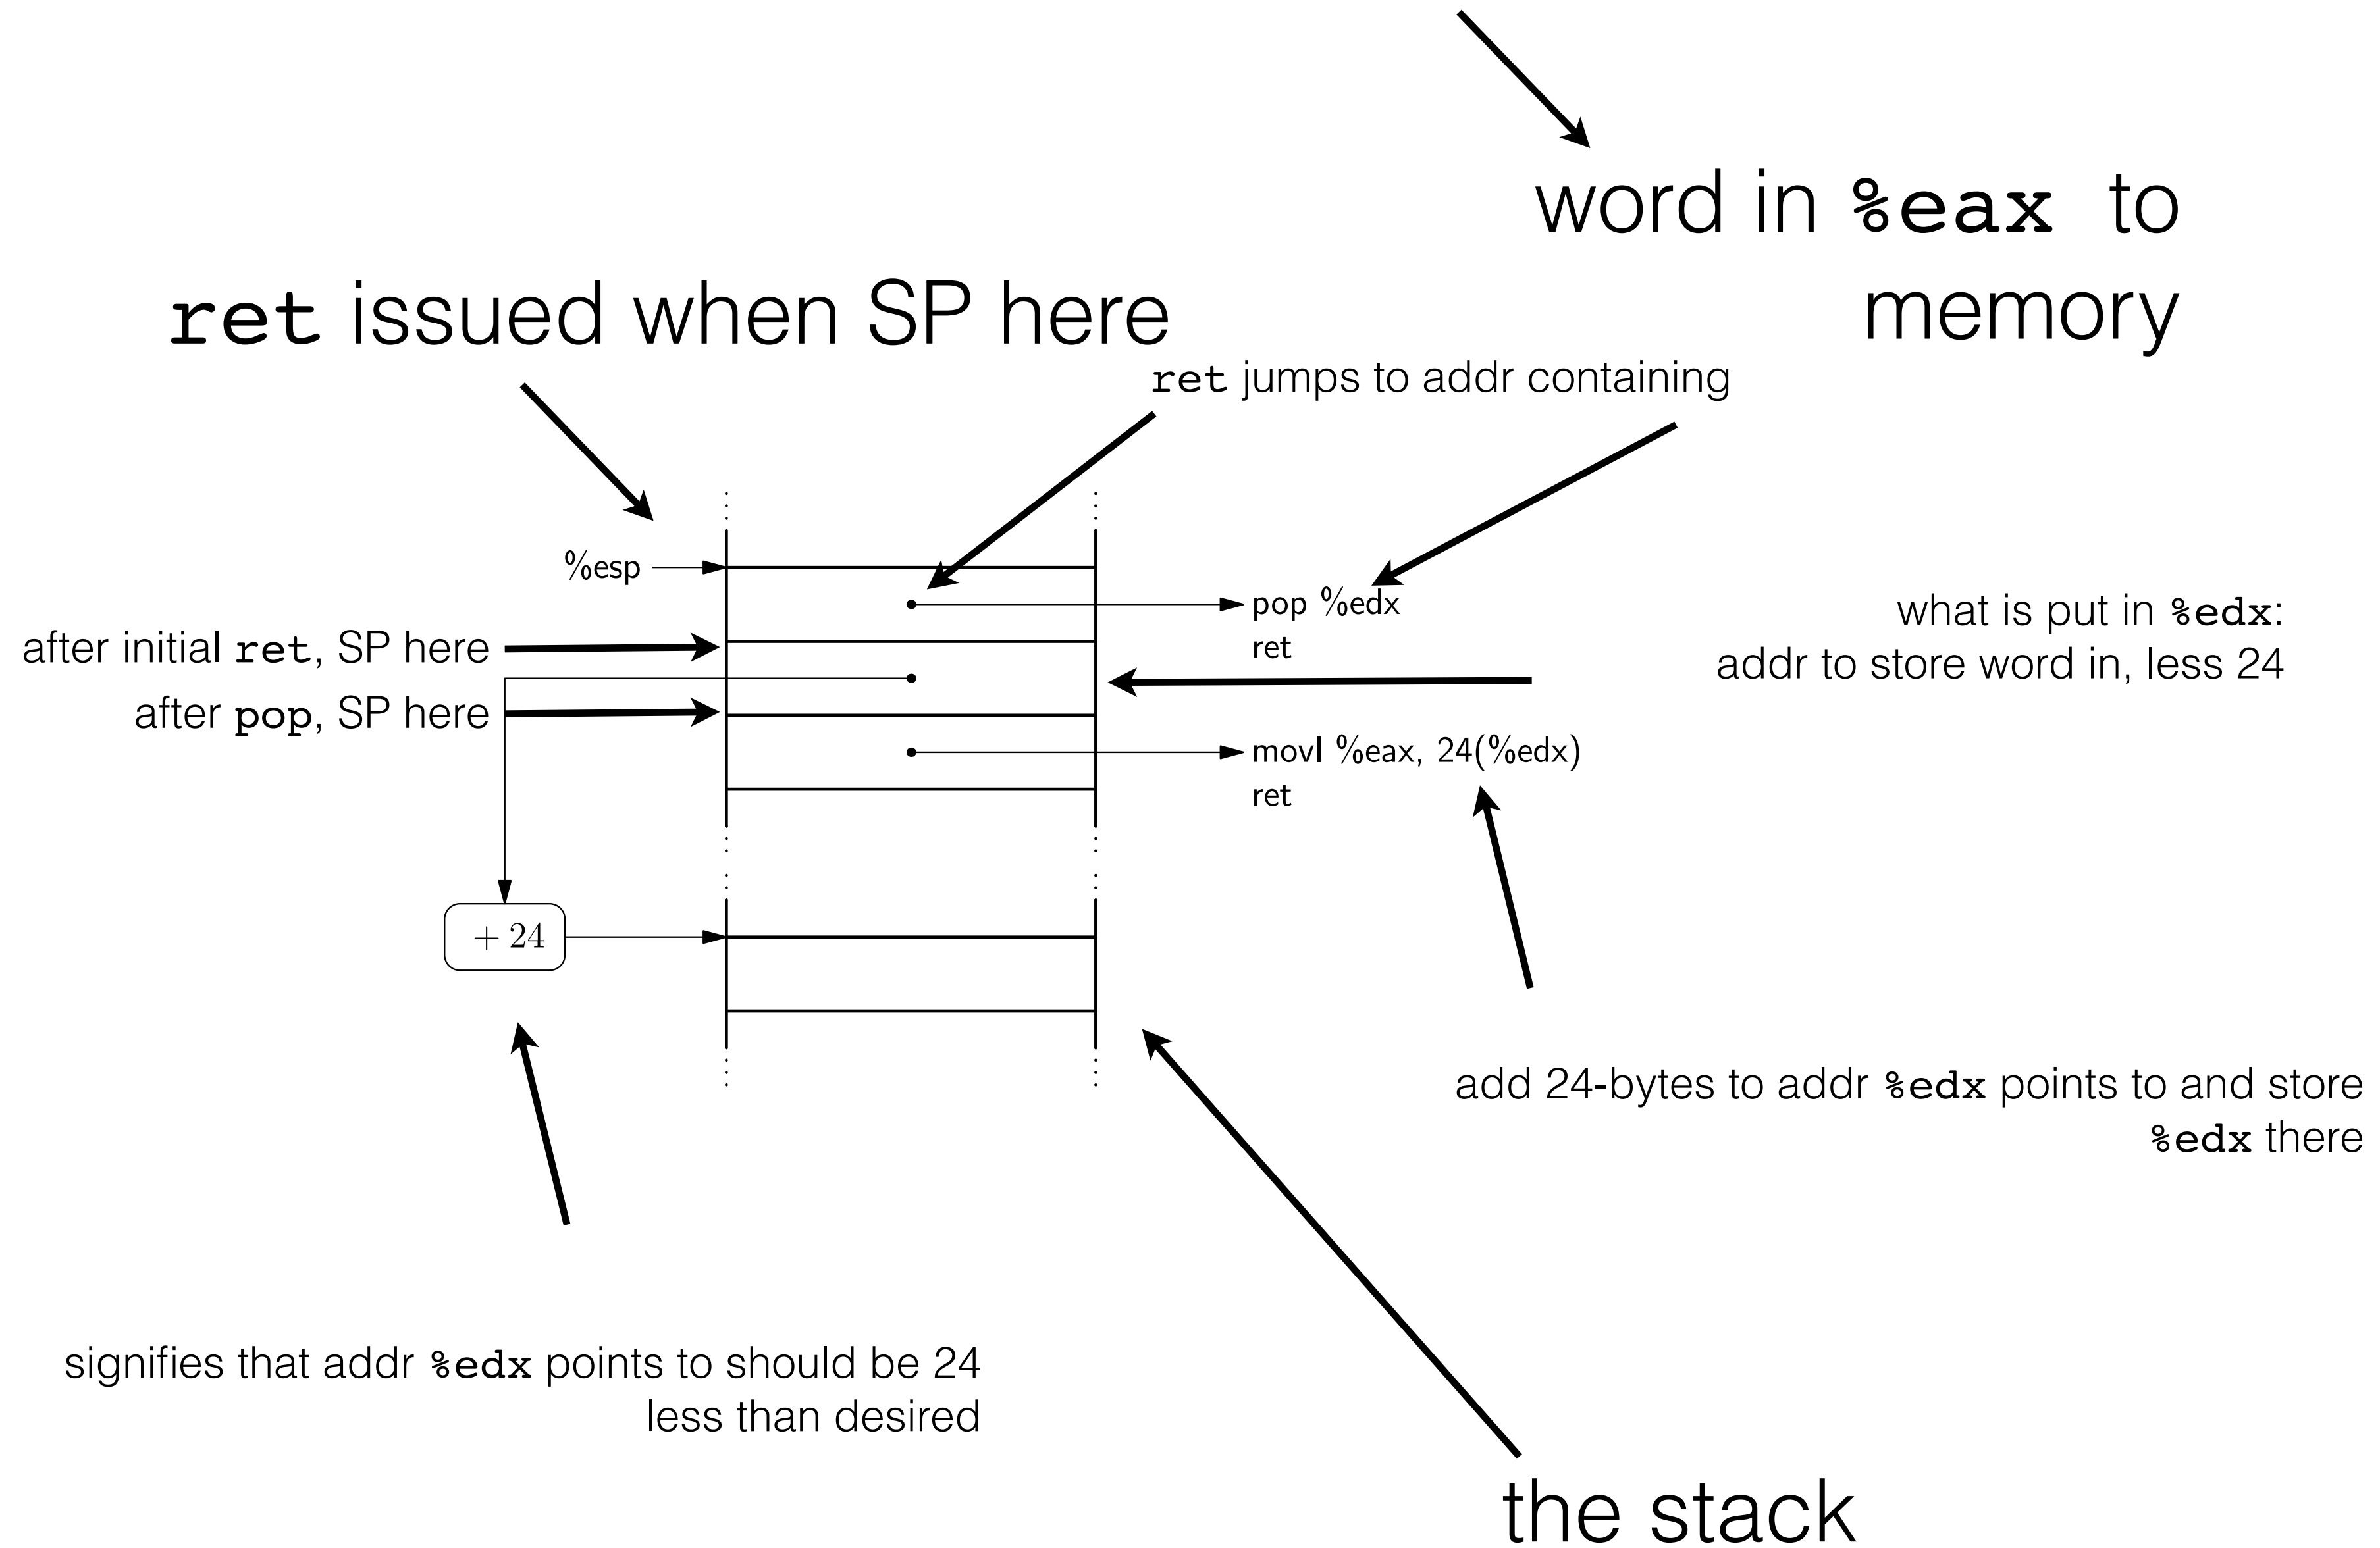 word in %eax to
memory
ret issued when SP here
ret jumps to addr containing
%esp
pop %edx
ret
what is put in %edx:
addr to store word in, less 24
after initial ret, SP here
after pop, SP here
movl %eax, 24(%edx)
ret
+ 24
add 24-bytes to addr %edx points to and store
%edx there
signifies that addr %edx points to should be 24
less than desired
the stack